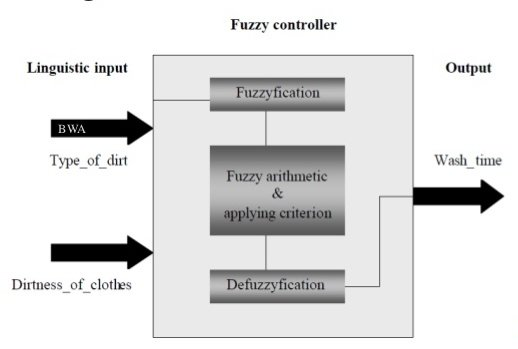 Fuzzy controller
Linguistic input
Output
Fuzzyfication
BWA
Type_of_dirt
Fuzzy arithmetic
&
applying criterion
Wash_time
Dirtness_of_clothes
Defuzzyfication